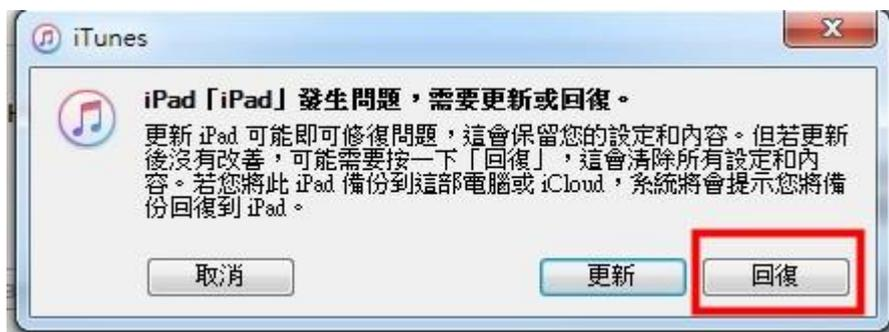 iTunes
iPad「iPad」發生問題，需要更新或回復。
更新 iPad 可能即可修復問題，這會保留您的設定和內容。但若更新
後沒有改善，可能需要按一下「回復」，這會清除所有設定和內
容。若您將此 iPad 備份到這部電腦或 iCloud，系統將會提示您將備
份回復到 iPad。
取消 更新 回復